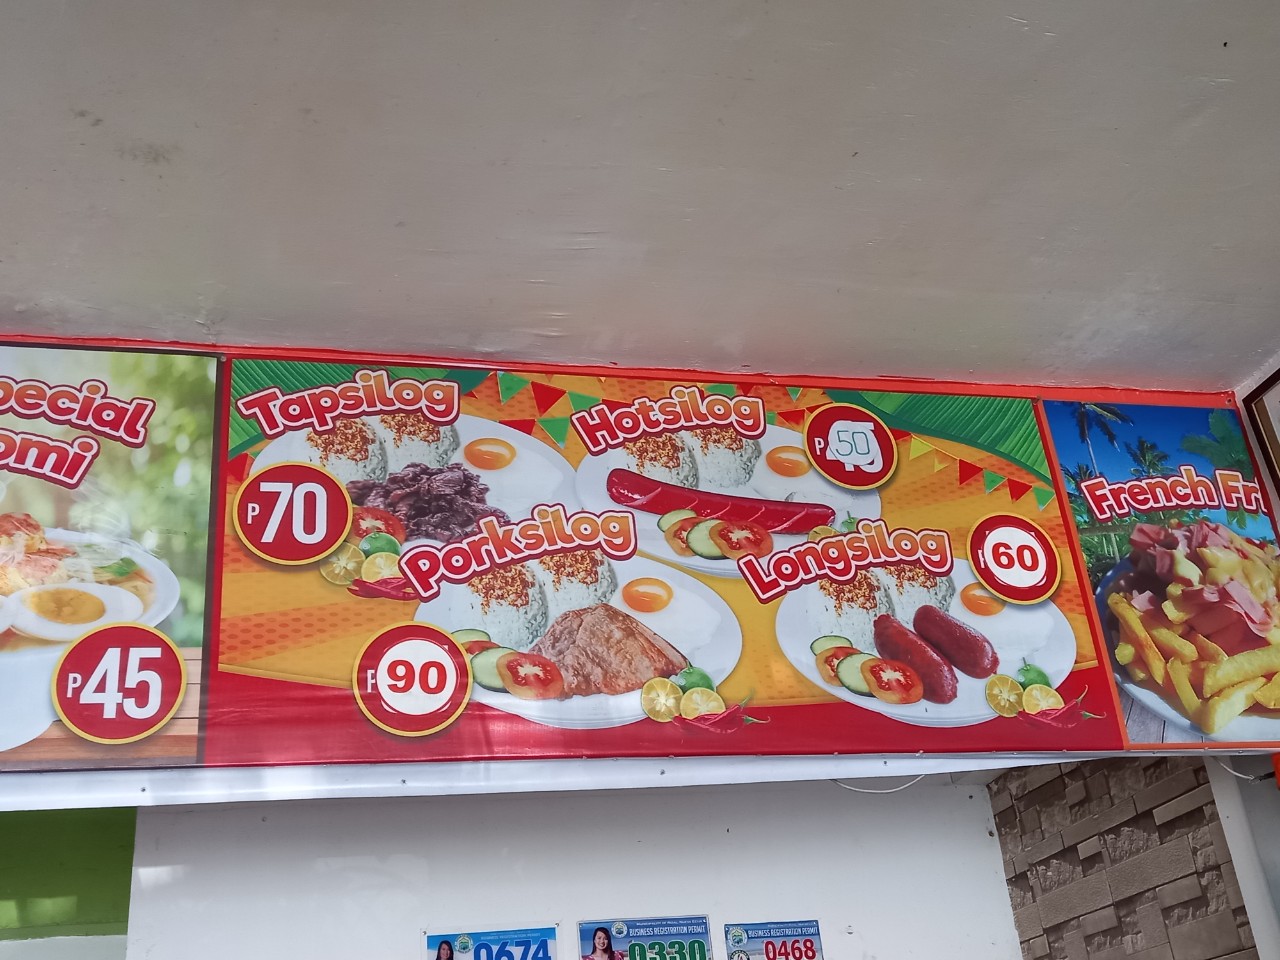 pecial
omi
P45
Tapsilog
P70
Hotsilog
P 50
Porksilog
90
Longsilog
60
French Fr
BUSINESS REGISTRATION PERMIT
0674
BUSINESS REGISTRATION PERMIT
0330
BUSINESS REGISTRATION PERMIT
0468